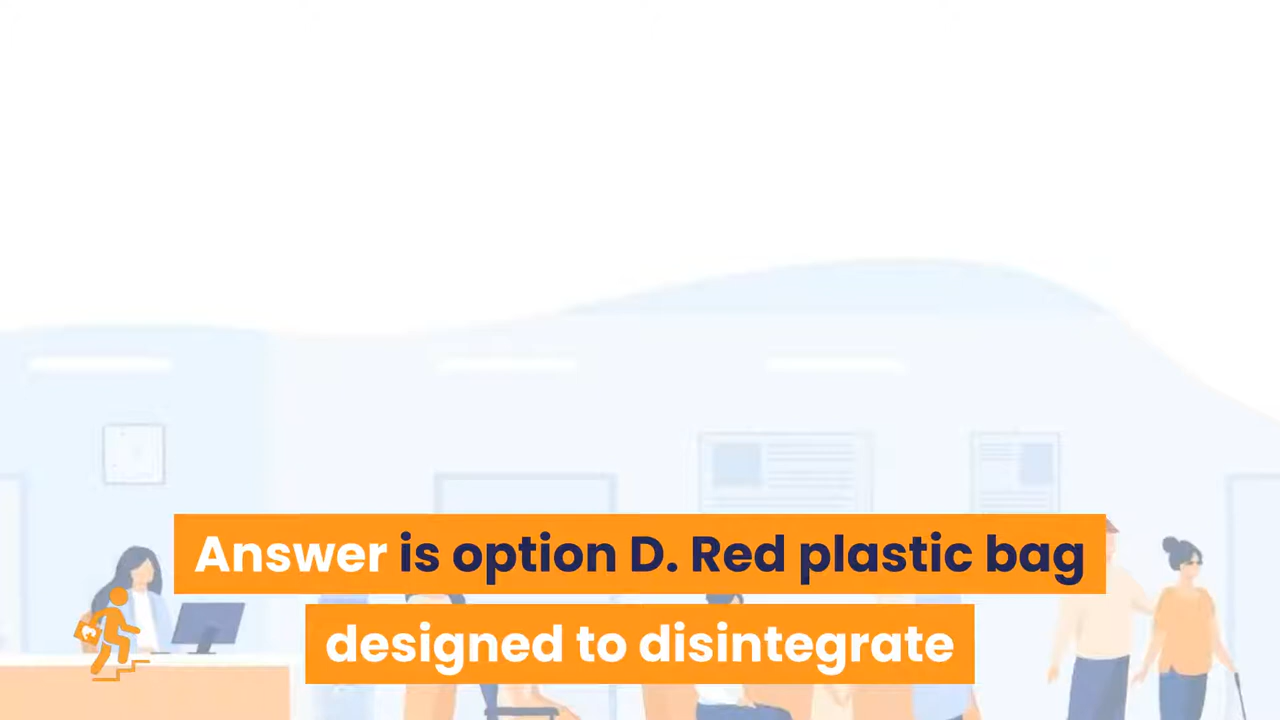 Answer is option D. Red plastic bag
designed to disintegrate